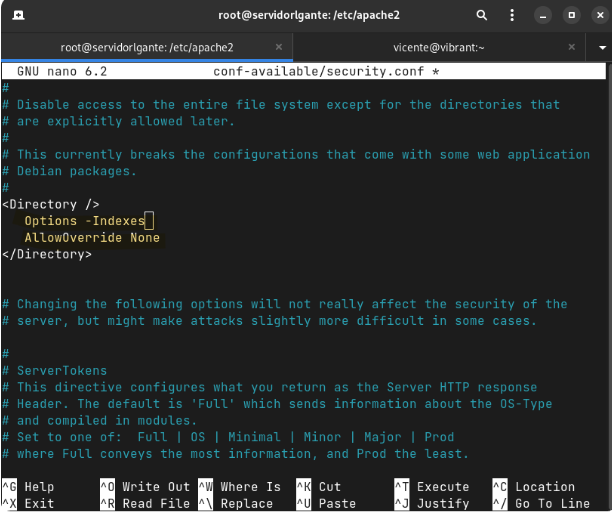 root@servidorlgante: /etc/apache2
root@servidorlgante: /etc/apache2 × vicente@vibrant:~ ×
GNU nano 6.2 conf-available/security.conf *
#
# Disable access to the entire file system except for the directories that
# are explicitly allowed later.
#
# This currently breaks the configurations that come with some web application
# Debian packages.
#
<Directory />
   Options -Indexes
   AllowOverride None
</Directory>
# Changing the following options will not really affect the security of the
# server, but might make attacks slightly more difficult in some cases.
#
# ServerTokens
# This directive configures what you return as the Server HTTP response
# Header. The default is 'Full' which sends information about the OS-Type
# and compiled in modules.
# Set to one of:  Full | OS | Minimal | Minor | Major | Prod
# where Full conveys the most information, and Prod the least.
^G Help ^O Write Out ^W Where Is ^K Cut ^T Execute ^C Location
^X Exit ^R Read File ^\ Replace ^U Paste ^J Justify ^/ Go To Line